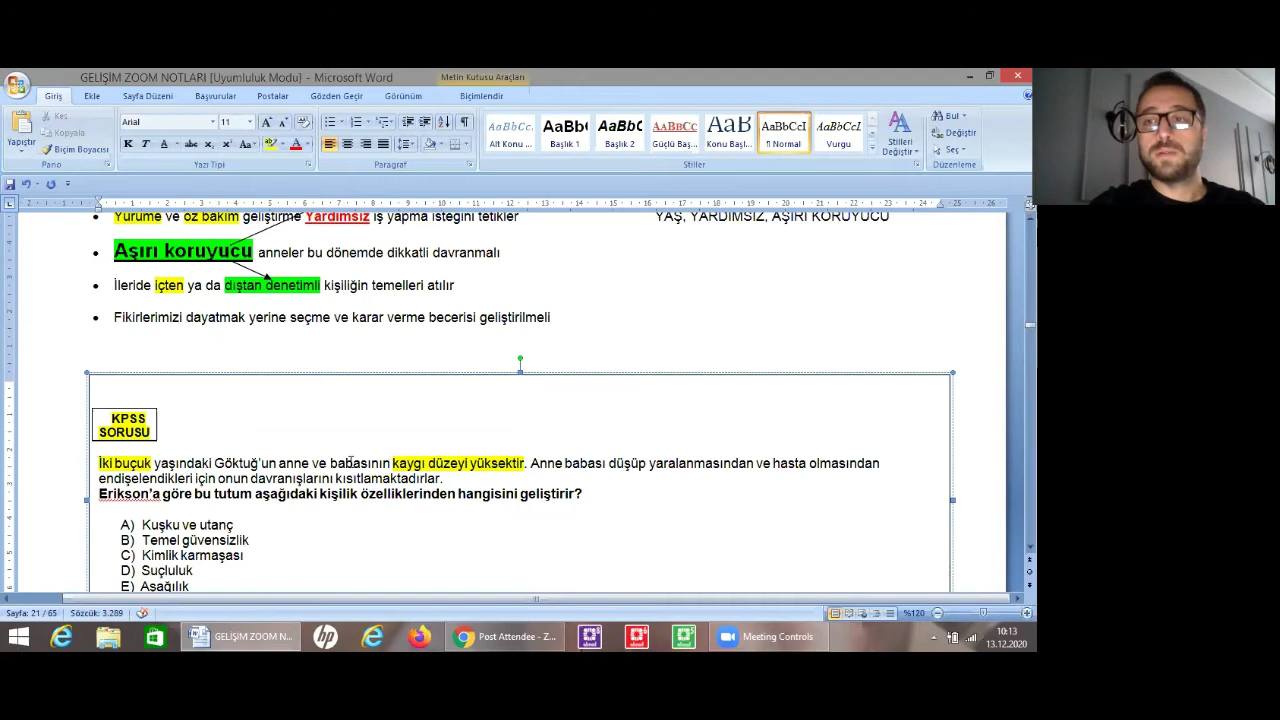 GELİŞİM ZOOM NOTLARI [Uyumluluk Modu] - Microsoft Word
Metin Kutusu Araçları
Giriş Ekle Sayfa Düzeni Başvurular Postalar Gözden Geçir Görünüm Biçimlendir
Yapıştır
Kes
Kopyala
Biçim Boyacısı
Pano
Arial 11
Yazı Tipi
Paragraf
AaBbCcL AaBbC AaBbC AaBBCC AaB AaBbCcI AaBbCcL
Alt Konu ... Başlık 1 Başlık 2 Güçlü Baş... Konu Başl... ¶ Normal Vurgu
Stilleri Değiştir
Stiller
Bul
Değiştir
Seç
Düzenleme
• Yürüme ve öz bakım geliştirme Yardımsız iş yapma isteğini tetikler YAŞ, YARDIMSIZ, AŞIRI KORUYUCU
• Aşırı koruyucu anneler bu dönemde dikkatli davranmalı
• İleride içten ya da dıştan denetimli kişiliğin temelleri atılır
• Fikirlerimizi dayatmak yerine seçme ve karar verme becerisi geliştirilmeli
KPSS
SORUSU
İki buçuk yaşındaki Göktuğ'un anne ve babasının kaygı düzeyi yüksektir. Anne babası düşüp yaralanmasından ve hasta olmasından
endişelendikleri için onun davranışlarını kısıtlamaktadırlar.
Erikson'a göre bu tutum aşağıdaki kişilik özelliklerinden hangisini geliştirir?
A) Kuşku ve utanç
B) Temel güvensizlik
C) Kimlik karmaşası
D) Suçluluk
E) Aşağılık
Sayfa: 21 / 65 Sözcük: 3.289 %120
GELİŞİM ZOOM N... Post Attendee - Z... Meeting Controls
10:13
13.12.2020